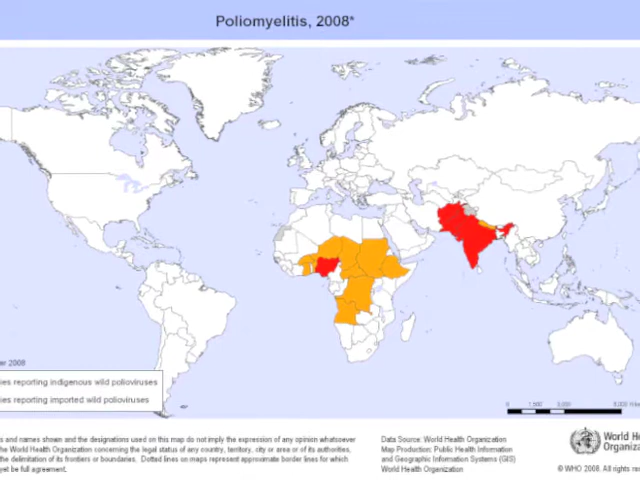 Poliomyelitis, 2008*
er 2008
ies reporting indigenous wild polioviruses
ies reporting imported wild polioviruses
s and names shown and the designations used on this map do not imply the expression of any opinion whatsoever
he World Health Organization concerning the legal status of any country, territory, city or area or of its authorities,
the delimitation of its frontiers or boundaries. Dotted lines on maps represent approximate border lines for which
yet be full agreement.
Data Source: World Health Organization
Map Production: Public Health Information
and Geographic Information Systems (GIS)
World Health Organization
World He
Organiza
© WHO 2008. All rights re